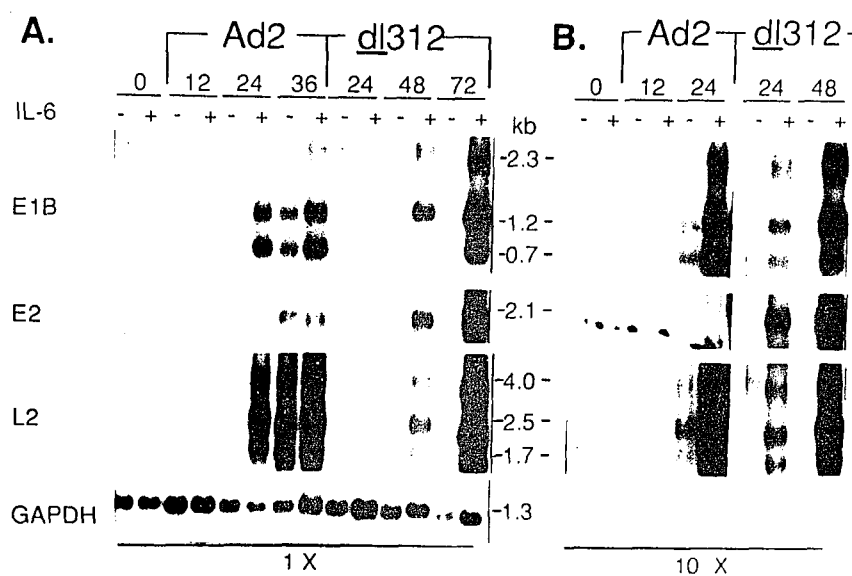 A.
Ad2 dl312
0 12 24 36 24 48 72
IL-6 - + - + - + - + - + - + - +
kb
E1B
-2.3-
-1.2-
-0.7-
E2
-2.1-
L2
-4.0-
-2.5-
-1.7-
GAPDH
-1.3
1 X
B.
Ad2 dl312
0 12 24 24 48
- + - + - + - + - +
10 X